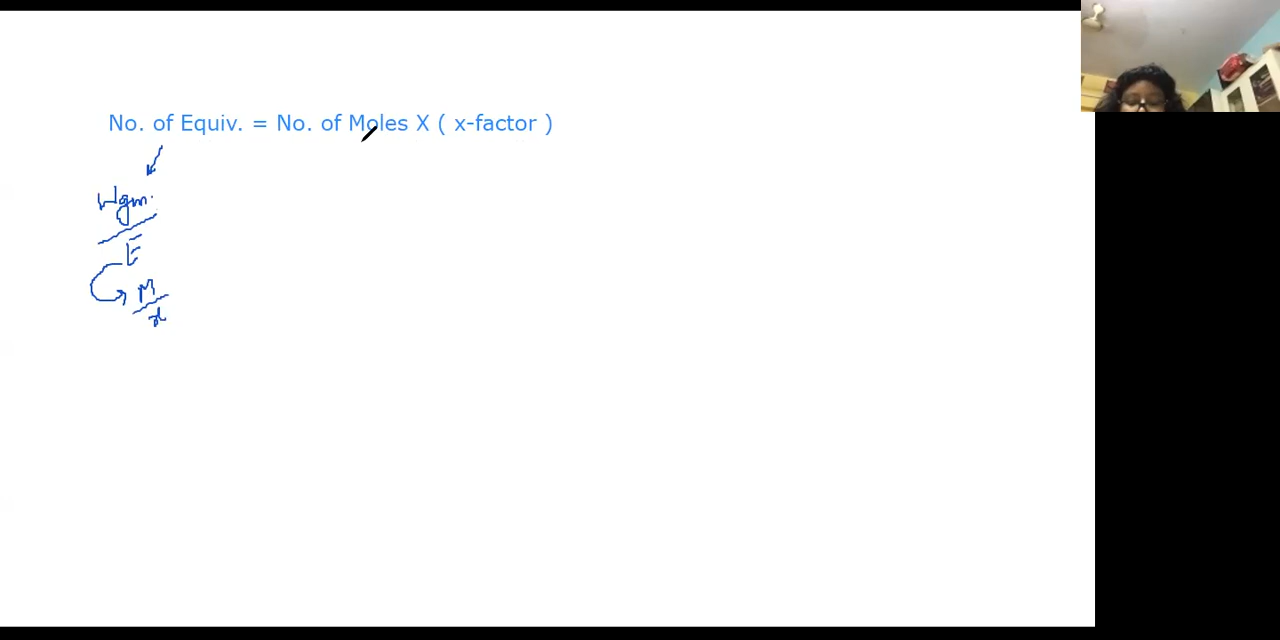 No. of Equiv. = No. of Moles X ( x-factor )
Wgm.
E
M
x